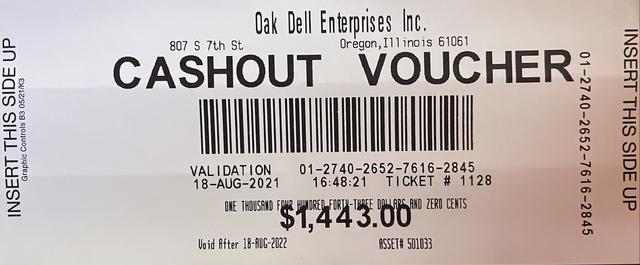 Oak Dell Enterprises Inc.
807 S 7th St Oregon,Illinois 61061
CASHOUT VOUCHER
VALIDATION 01-2740-2652-7616-2845
18-AUG-2021 16:48:21 TICKET # 1128
ONE THOUSAND FOUR HUNDRED FORTY-THREE DOLLARS AND ZERO CENTS
$1,443.00
Void After 18-AUG-2022 ASSET# 501033
INSERT THIS SIDE UP
Graphic Controls B3 05/21/K3
01-2740-2652-7616-2845
INSERT THIS SIDE UP